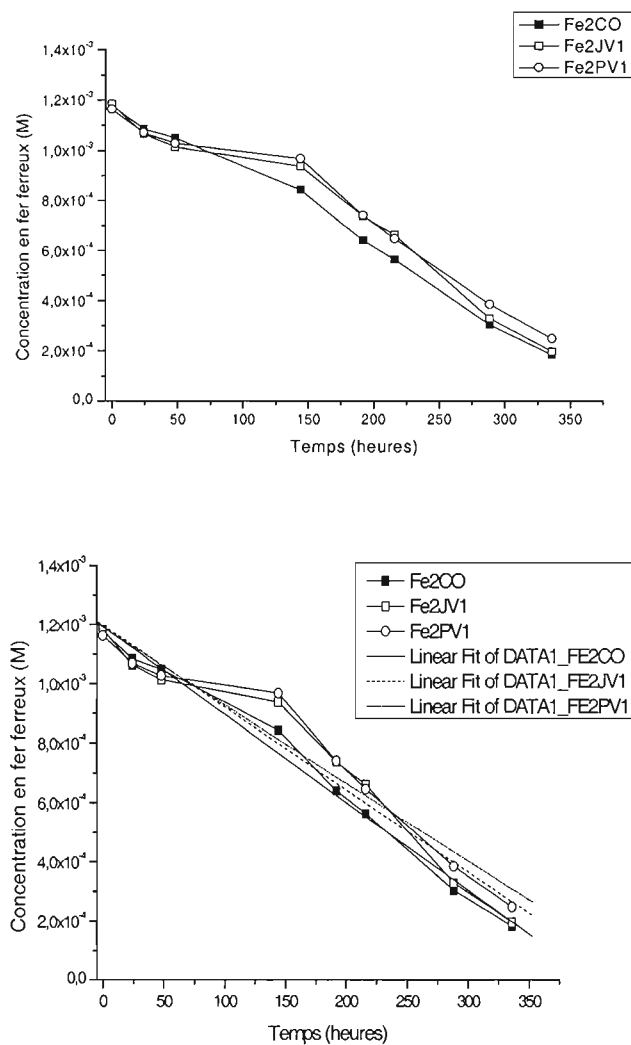 Fe2CO
Fe2JV1
Fe2PV1
1,4x10⁻³
1,2x10⁻³
1,0x10⁻³
8,0x10⁻⁴
6,0x10⁻⁴
4,0x10⁻⁴
2,0x10⁻⁴
0,0
Concentration en fer ferreux (M)
0 50 100 150 200 250 300 350
Temps (heures)
1,4x10⁻³
1,2x10⁻³
1,0x10⁻³
8,0x10⁻⁴
6,0x10⁻⁴
4,0x10⁻⁴
2,0x10⁻⁴
0,0
Concentration en fer ferreux (M)
Fe2CO
Fe2JV1
Fe2PV1
Linear Fit of DATA1_FE2CO
Linear Fit of DATA1_FE2JV1
Linear Fit of DATA1_FE2PV1
0 50 100 150 200 250 300 350
Temps (heures)